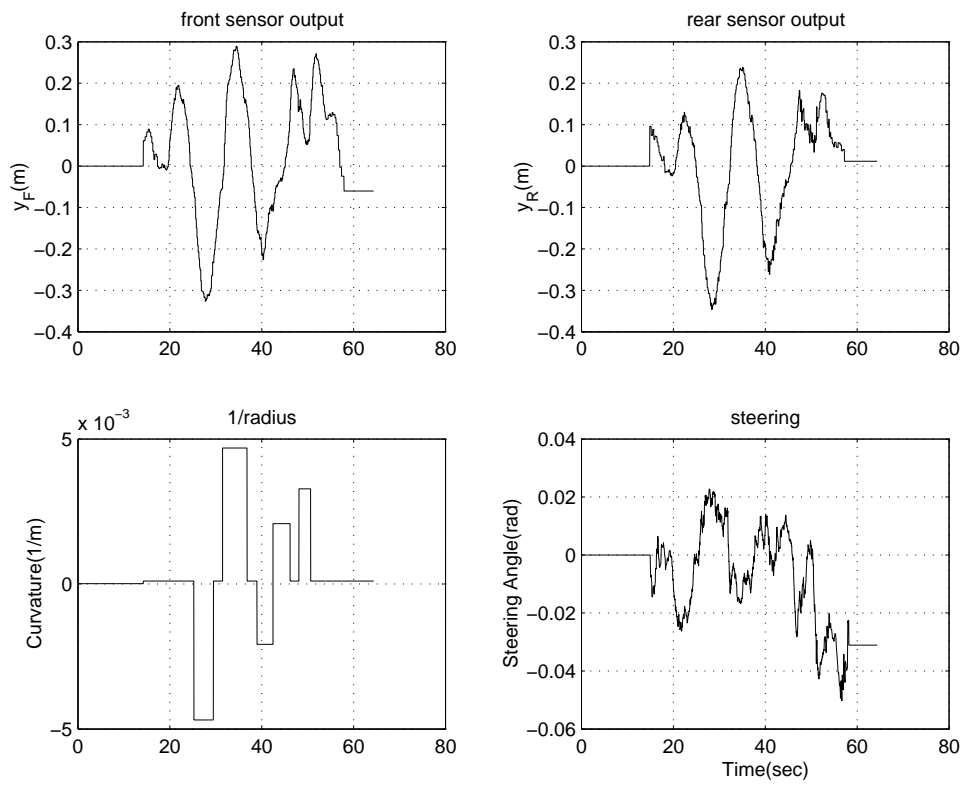 front sensor output
0.3
0.2
0.1
0
−0.1
−0.2
−0.3
−0.4
y_F(m)
0 20 40 60 80
rear sensor output
0.3
0.2
0.1
0
−0.1
−0.2
−0.3
−0.4
y_R(m)
0 20 40 60 80
x 10^−3
1/radius
5
0
−5
Curvature(1/m)
0 20 40 60 80
steering
0.04
0.02
0
−0.02
−0.04
−0.06
Steering Angle(rad)
0 20 40 60 80
Time(sec)